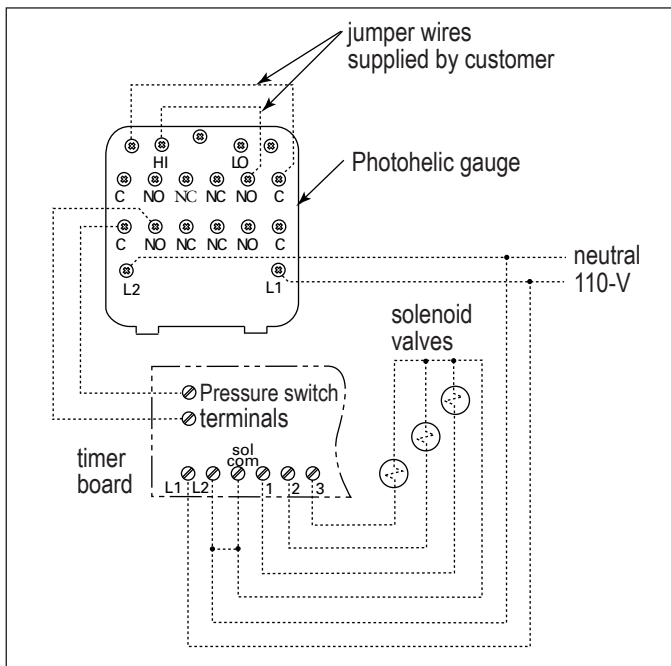 jumper wires
supplied by customer
HI LO
Photohelic gauge
C NO NC NC NO C
C NO NC NC NO C
L2 L1
neutral
110-V
solenoid
valves
Pressure switch
terminals
timer
board
sol
com
L1 L2 1 2 3